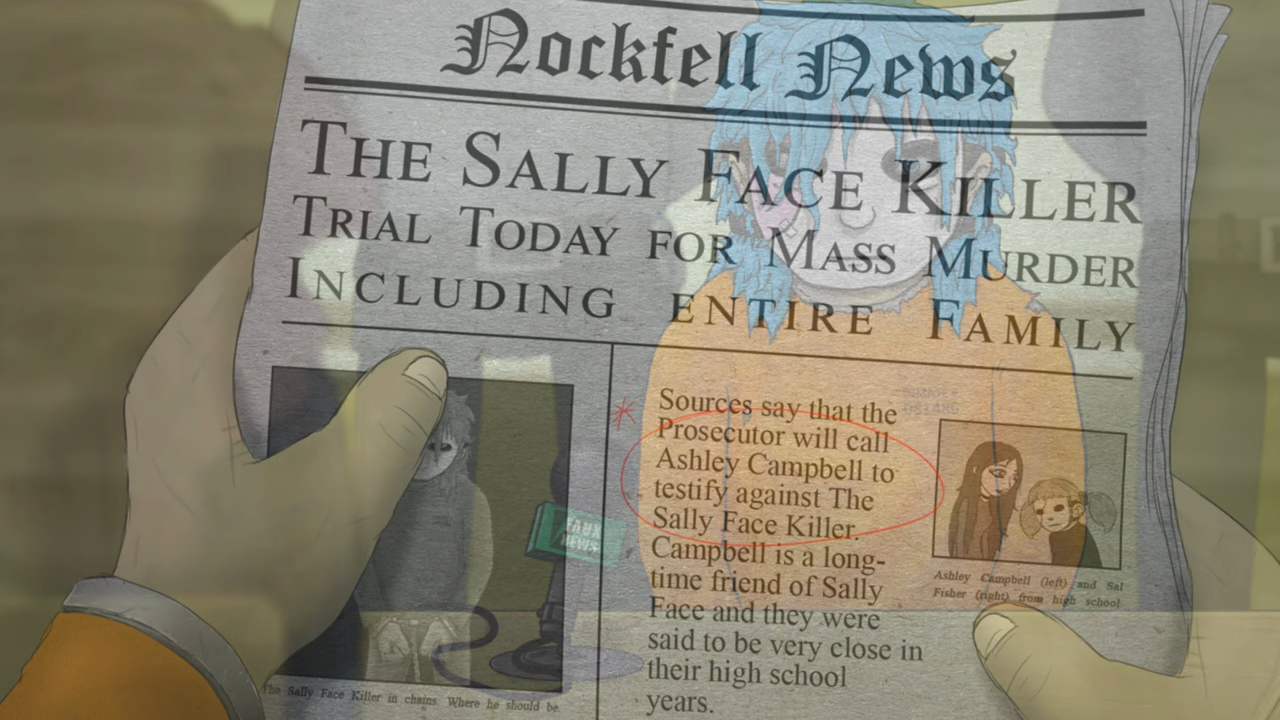 Nockfell News
THE SALLY FACE KILLER
TRIAL TODAY FOR MASS MURDER
INCLUDING ENTIRE FAMILY
Sources say that the
Prosecutor will call
Ashley Campbell to
testify against The
Sally Face Killer.
Campbell is a long-
time friend of Sally
Face and they were
said to be very close in
their high school
years.
Ashley Campbell (left) and Sal
Fisher (right) from high school
NEWS
The Sally Face Killer in chains. Where he should be.